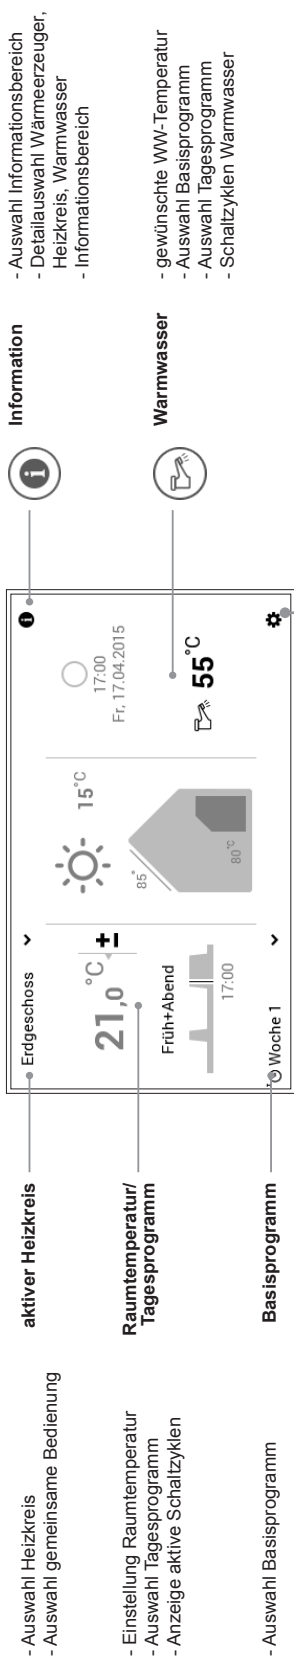 - Auswahl Heizkreis
- Auswahl gemeinsame Bedienung
aktiver Heizkreis
- Einstellung Raumtemperatur
- Auswahl Tagesprogramm
- Anzeige aktive Schaltzyklen
Raumtemperatur/
Tagesprogramm
- Auswahl Basisprogramm
Basisprogramm
Erdgeschoss
21,0 °C ±
Früh+Abend
17:00
Woche 1
15°C
85°
80°C
17:00
Fr, 17.04.2015
55°C
Information
- Auswahl Informationsbereich
- Detailauswahl Wärmeerzeuger,
Heizkreis, Warmwasser
- Informationsbereich
Warmwasser
- gewünschte WW-Temperatur
- Auswahl Basisprogramm
- Auswahl Tagesprogramm
- Schaltzyklen Warmwasser